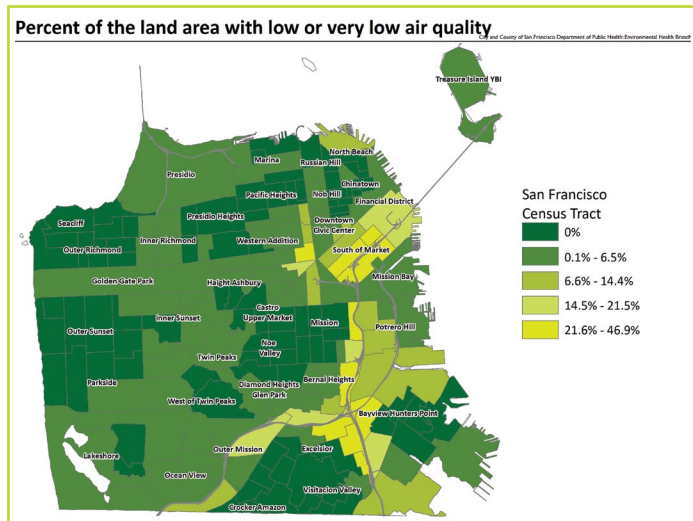 Percent of the land area with low or very low air quality
City and County of San Francisco Department of Public Health:Environmental Health Branch
Treasure Island YBI
North Beach
Marina
Russian Hill
Presidio
Chinatown
Pacific Heights
Nob Hill
Financial District
Presidio Heights
Downtown
Seacliff
Civic Center
Inner Richmond
Western Addition
Outer Richmond
South of Market
Mission Bay
Golden Gate Park
Haight Ashbury
Castro
Upper Market
Inner Sunset
Mission
Outer Sunset
Potrero Hill
Noe
Valley
Twin Peaks
Parkside
Diamond Heights
Bernal Heights
Glen Park
West of Twin Peaks
Bayview Hunters Point
Outer Mission
Excelsior
Lakeshore
Ocean View
Visitacion Valley
Crocker Amazon
San Francisco
Census Tract
0%
0.1% - 6.5%
6.6% - 14.4%
14.5% - 21.5%
21.6% - 46.9%